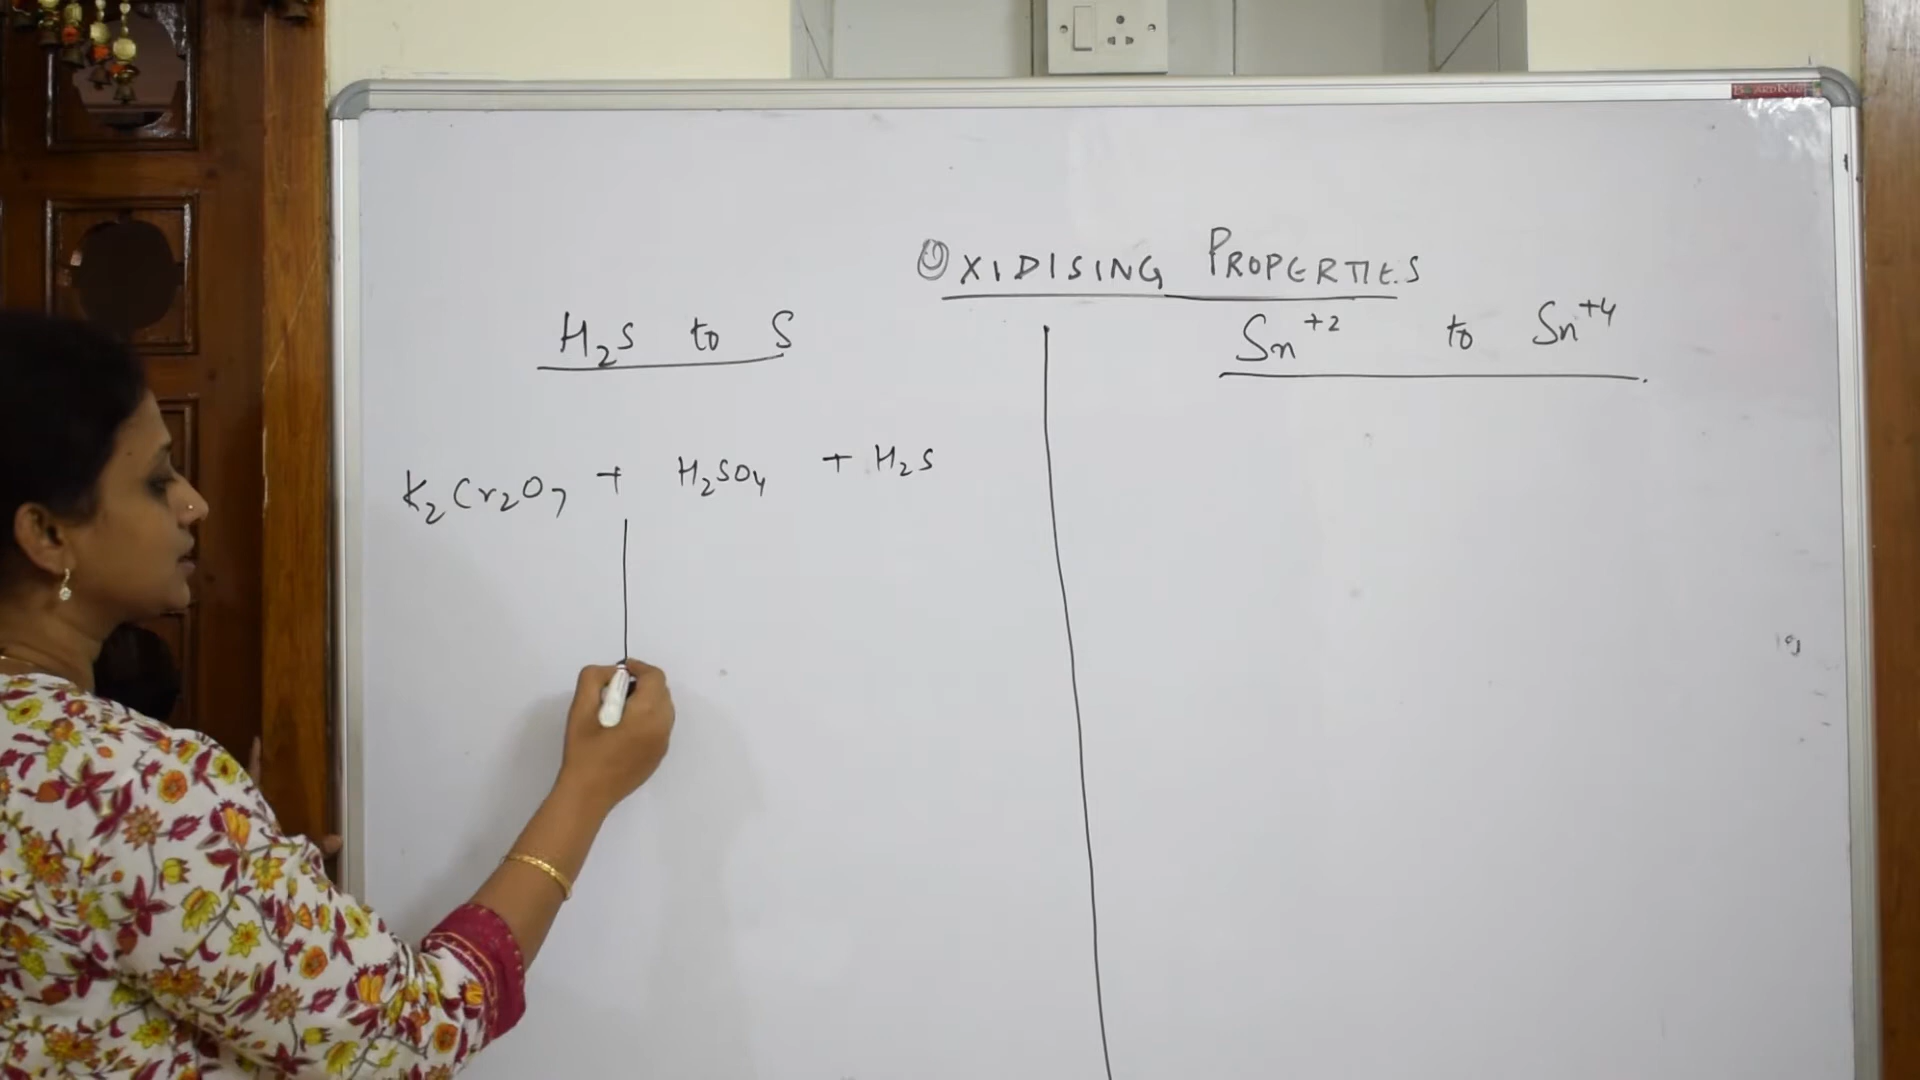 OXIDISING PROPERTIES
H₂S to S
Sn⁺² to Sn⁺⁴
K₂Cr₂O₇ + H₂SO₄ + H₂S